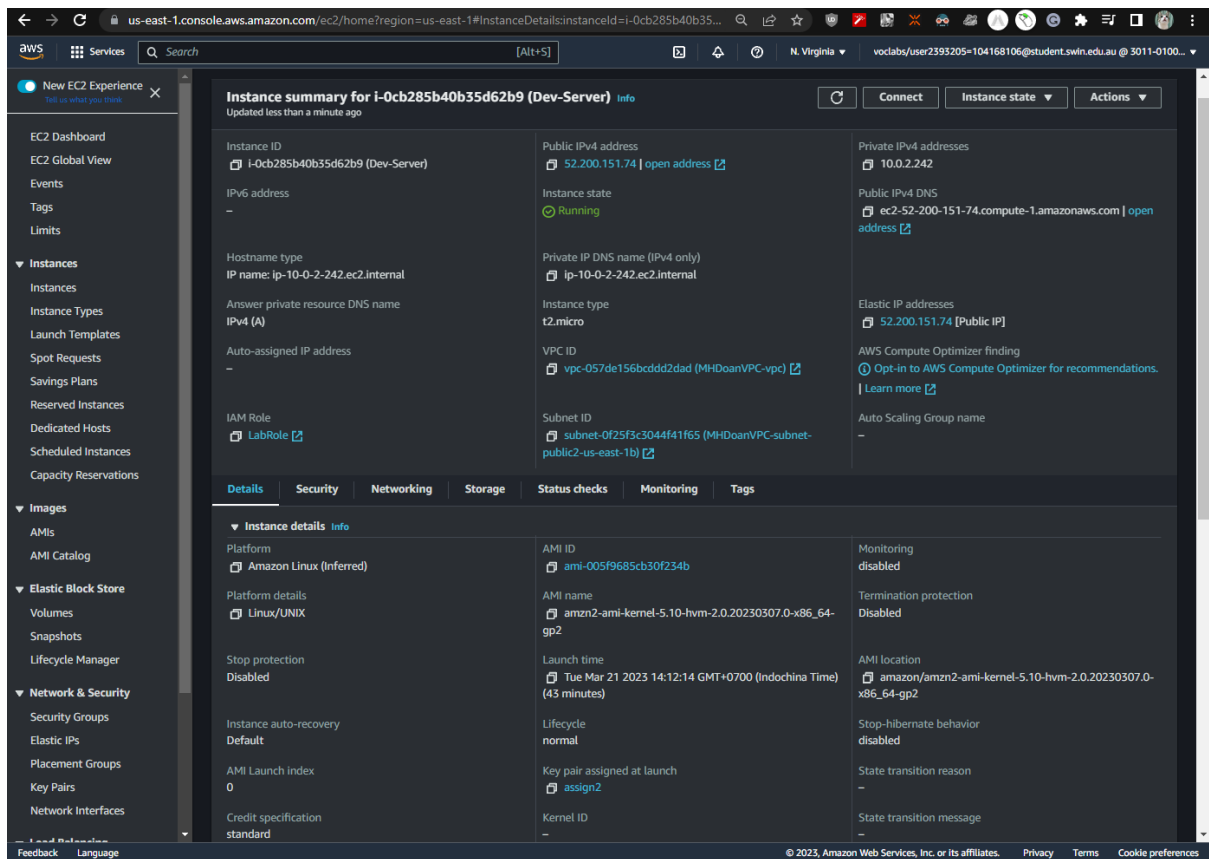 us-east-1.console.aws.amazon.com/ec2/home?region=us-east-1#InstanceDetails:instanceId=i-0cb285b40b35...
aws
Services
Search
[Alt+S]
N. Virginia ▼
voclabs/user2393205=104168106@student.swin.edu.au @ 3011-0100... ▼
New EC2 Experience
Tell us what you think
EC2 Dashboard
EC2 Global View
Events
Tags
Limits
▼ Instances
Instances
Instance Types
Launch Templates
Spot Requests
Savings Plans
Reserved Instances
Dedicated Hosts
Scheduled Instances
Capacity Reservations
▼ Images
AMIs
AMI Catalog
▼ Elastic Block Store
Volumes
Snapshots
Lifecycle Manager
▼ Network & Security
Security Groups
Elastic IPs
Placement Groups
Key Pairs
Network Interfaces
Load Balancing
Instance summary for i-0cb285b40b35d62b9 (Dev-Server) Info
Updated less than a minute ago
Connect
Instance state ▼
Actions ▼
Instance ID
i-0cb285b40b35d62b9 (Dev-Server)
Public IPv4 address
52.200.151.74 | open address
Private IPv4 addresses
10.0.2.242
IPv6 address
–
Instance state
Running
Public IPv4 DNS
ec2-52-200-151-74.compute-1.amazonaws.com | open
address
Hostname type
IP name: ip-10-0-2-242.ec2.internal
Private IP DNS name (IPv4 only)
ip-10-0-2-242.ec2.internal
Answer private resource DNS name
IPv4 (A)
Instance type
t2.micro
Elastic IP addresses
52.200.151.74 [Public IP]
Auto-assigned IP address
–
VPC ID
vpc-057de156bcddd2dad (MHDoanVPC-vpc)
AWS Compute Optimizer finding
Opt-in to AWS Compute Optimizer for recommendations.
| Learn more
IAM Role
LabRole
Subnet ID
subnet-0f25f3c3044f41f65 (MHDoanVPC-subnet-
public2-us-east-1b)
Auto Scaling Group name
–
Details
Security
Networking
Storage
Status checks
Monitoring
Tags
▼ Instance details Info
Platform
Amazon Linux (Inferred)
AMI ID
ami-005f9685cb30f234b
Monitoring
disabled
Platform details
Linux/UNIX
AMI name
amzn2-ami-kernel-5.10-hvm-2.0.20230307.0-x86_64-
gp2
Termination protection
Disabled
Stop protection
Disabled
Launch time
Tue Mar 21 2023 14:12:14 GMT+0700 (Indochina Time)
(43 minutes)
AMI location
amazon/amzn2-ami-kernel-5.10-hvm-2.0.20230307.0-
x86_64-gp2
Instance auto-recovery
Default
Lifecycle
normal
Stop-hibernate behavior
disabled
AMI Launch index
0
Key pair assigned at launch
assign2
State transition reason
–
Credit specification
standard
Kernel ID
–
State transition message
–
Feedback
Language
© 2023, Amazon Web Services, Inc. or its affiliates.
Privacy
Terms
Cookie preferences